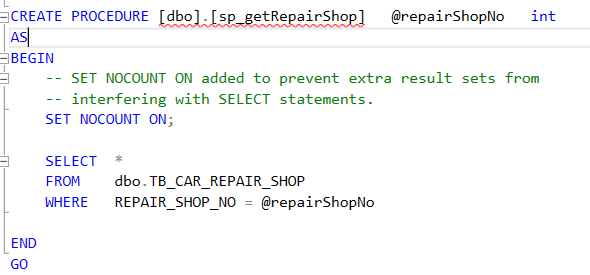 CREATE PROCEDURE [dbo].[sp_getRepairShop]   @repairShopNo   int
AS
BEGIN
    -- SET NOCOUNT ON added to prevent extra result sets from
    -- interfering with SELECT statements.
    SET NOCOUNT ON;
    SELECT  *
    FROM    dbo.TB_CAR_REPAIR_SHOP
    WHERE   REPAIR_SHOP_NO = @repairShopNo
END
GO